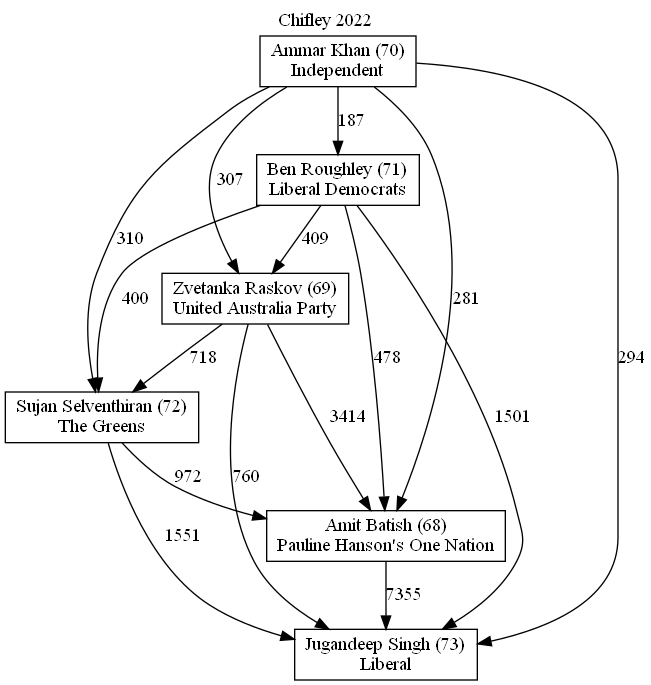 Chifley 2022
Ammar Khan (70)
Independent
187
Ben Roughley (71)
Liberal Democrats
307
310
409
400
Zvetanka Raskov (69)
United Australia Party
281
718
478
294
Sujan Selventhiran (72)
The Greens
3414
1501
972
760
1551
Amit Batish (68)
Pauline Hanson's One Nation
7355
Jugandeep Singh (73)
Liberal